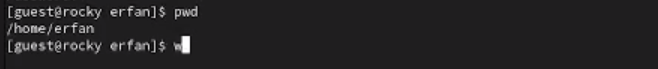 [guest@rocky erfan]$ pwd
/home/erfan
[guest@rocky erfan]$ w